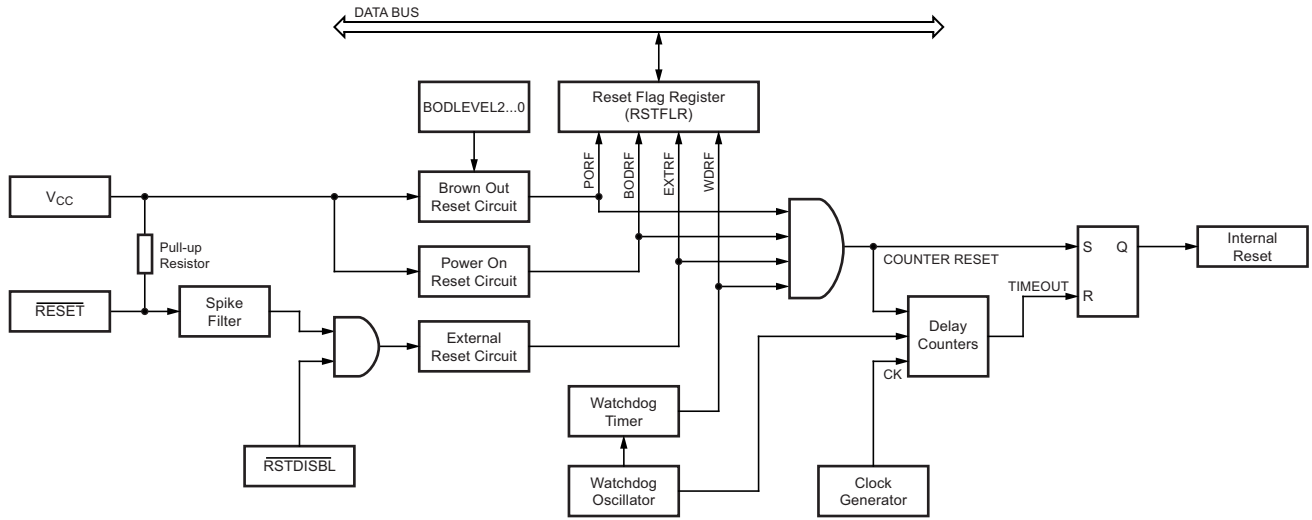 DATA BUS
BODLEVEL2...0
Reset Flag Register
(RSTFLR)
PORF
BODRF
EXTRF
WDRF
VCC
Brown Out
Reset Circuit
Pull-up
Resistor
Power On
Reset Circuit
COUNTER RESET
S
Q
R
Internal
Reset
TIMEOUT
RESET
Spike
Filter
External
Reset Circuit
Delay
Counters
CK
Watchdog
Timer
RSTDISBL
Watchdog
Oscillator
Clock
Generator